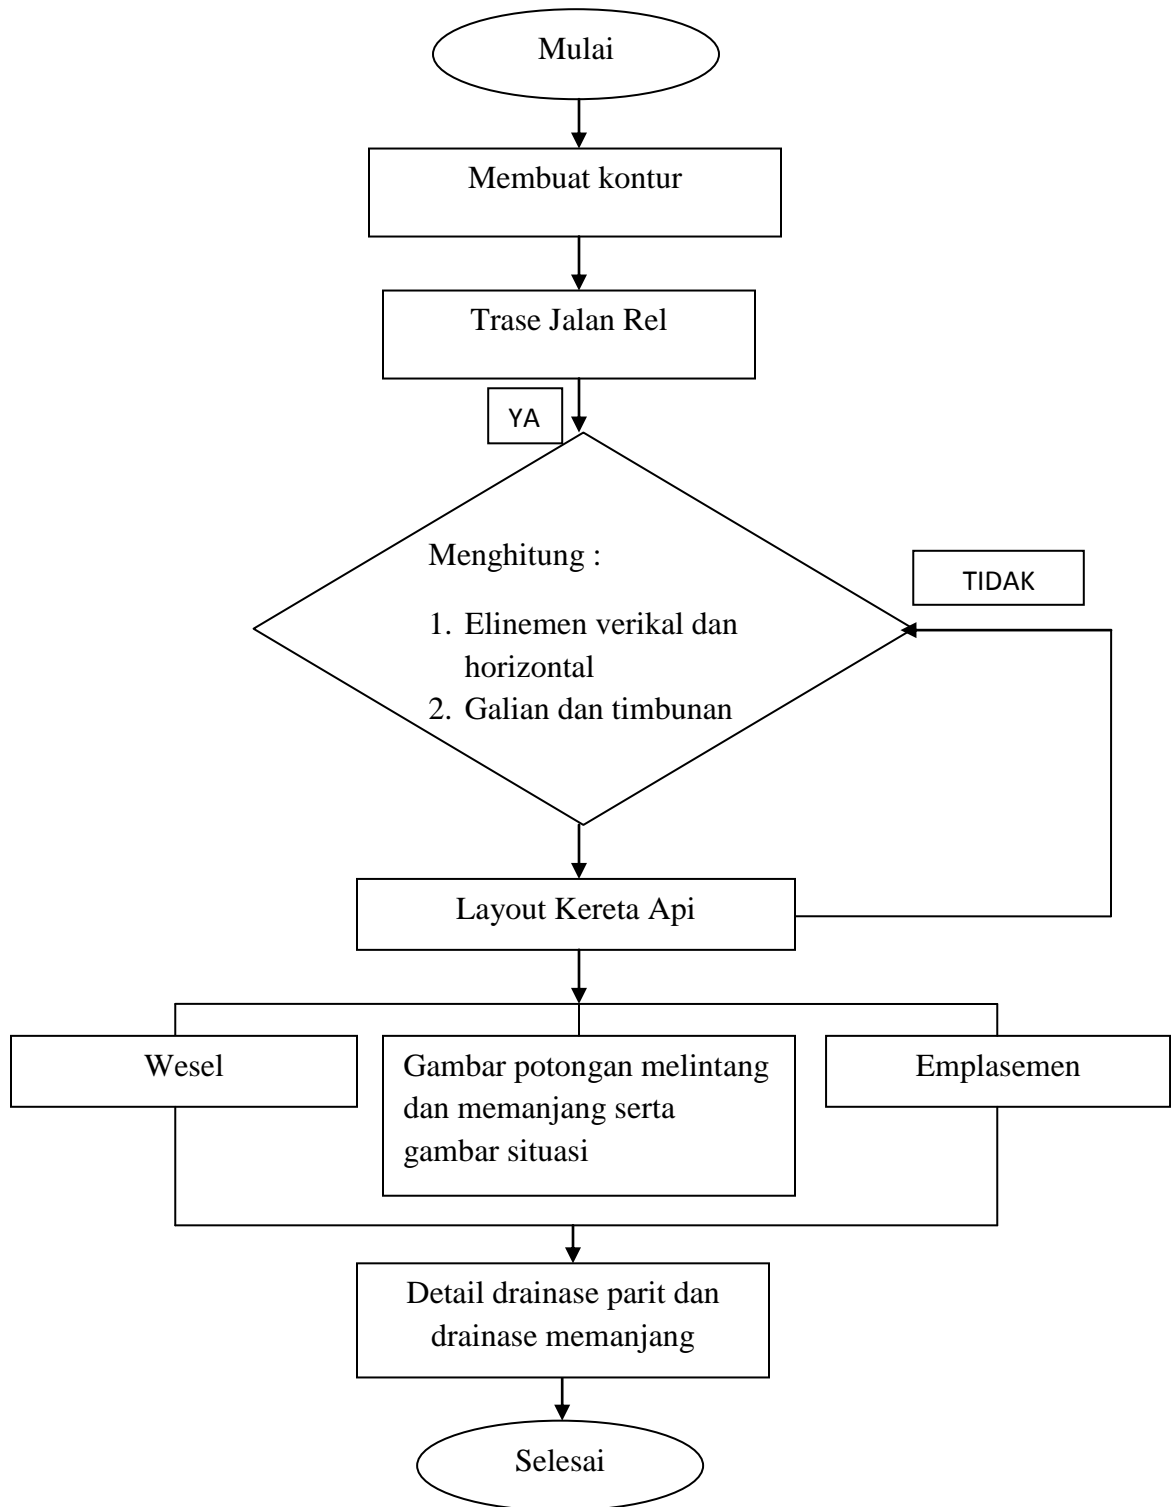 Mulai
Membuat kontur
Trase Jalan Rel
YA
Menghitung :
1. Elinemen verikal dan
horizontal
2. Galian dan timbunan
TIDAK
Layout Kereta Api
Wesel
Gambar potongan melintang
dan memanjang serta
gambar situasi
Emplasemen
Detail drainase parit dan
drainase memanjang
Selesai